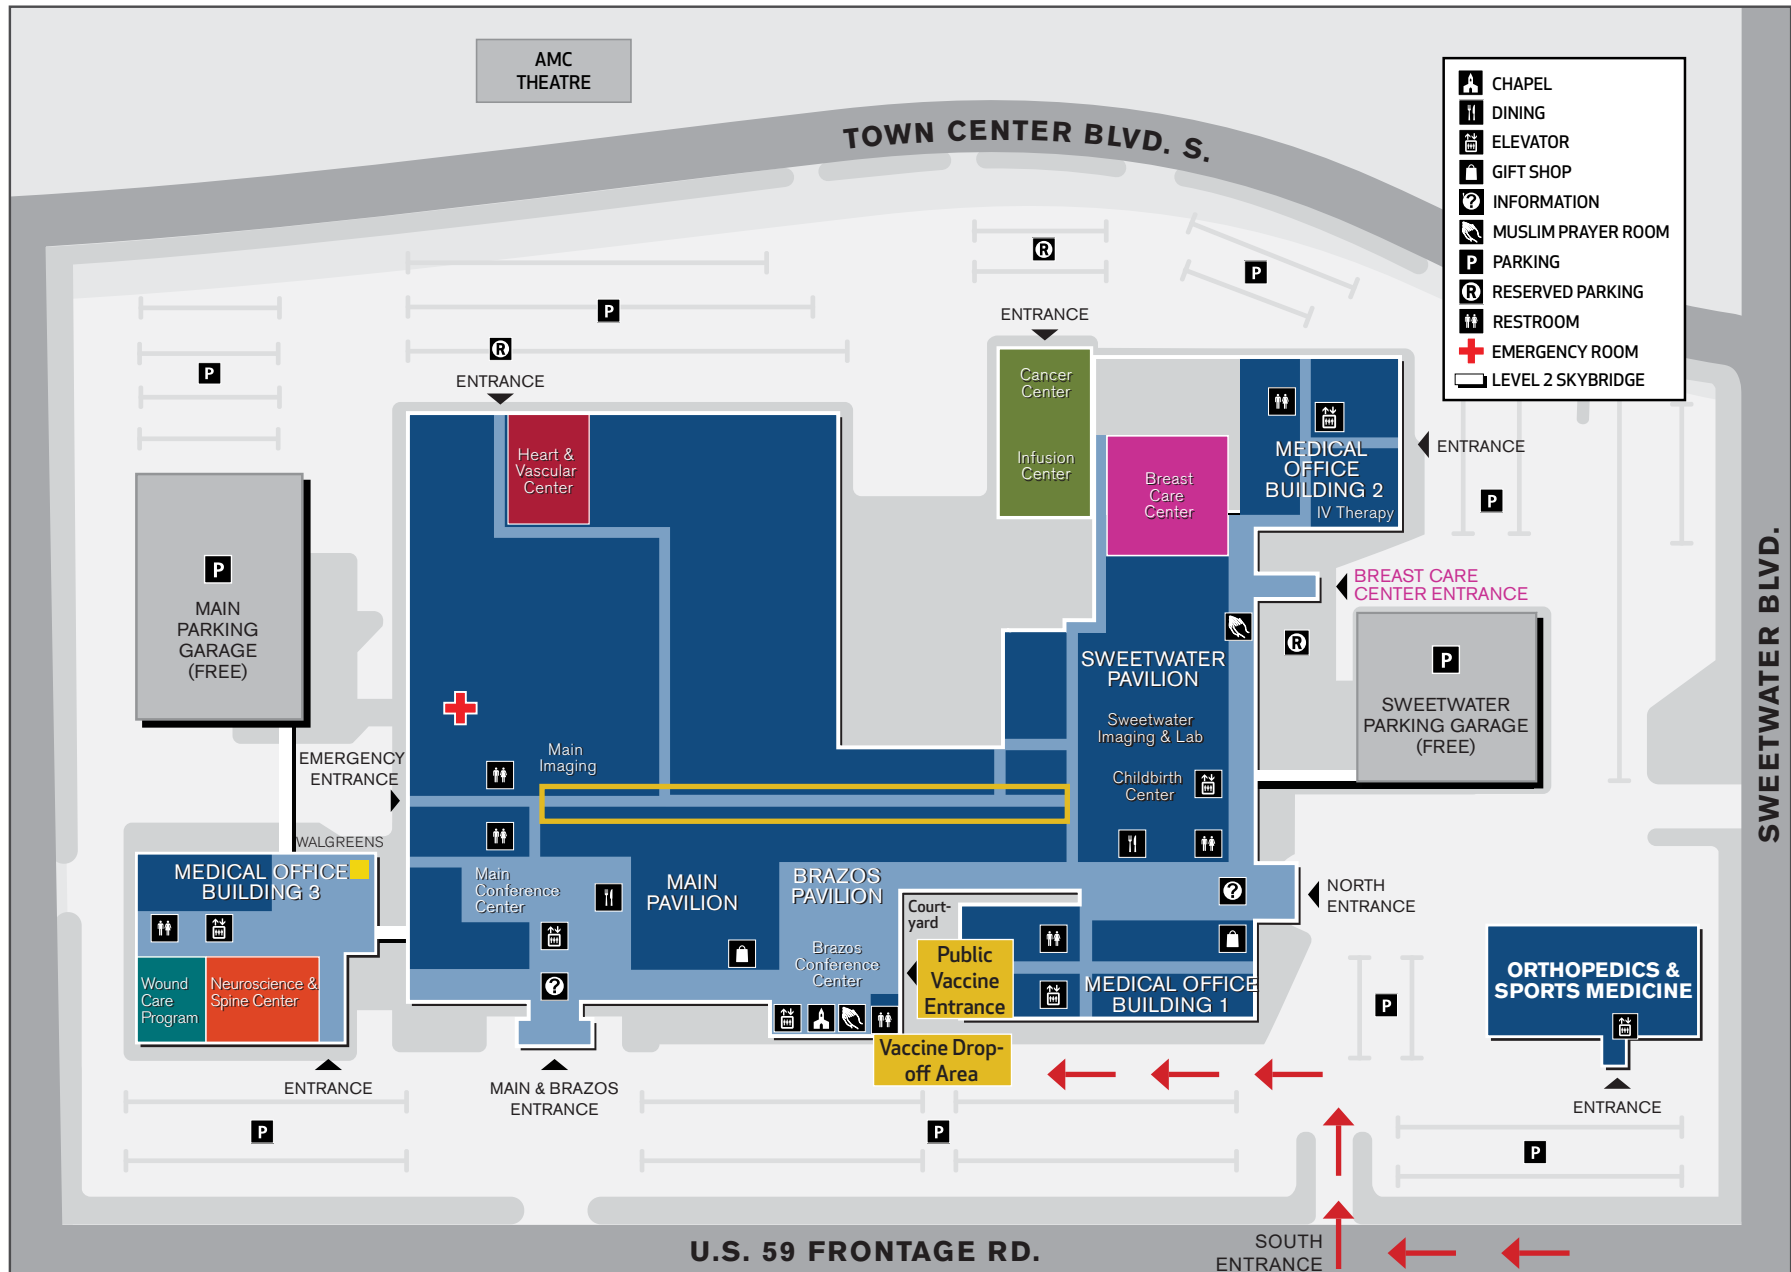 AMC
THEATRE
TOWN CENTER BLVD. S.
CHAPEL
DINING
ELEVATOR
GIFT SHOP
INFORMATION
MUSLIM PRAYER ROOM
P PARKING
R RESERVED PARKING
RESTROOM
EMERGENCY ROOM
LEVEL 2 SKYBRIDGE
R
P
P
R
P
ENTRANCE
ENTRANCE
Cancer
Center
Infusion
Center
Heart &
Vascular
Center
Breast
Care
Center
MEDICAL
OFFICE
BUILDING 2
IV Therapy
ENTRANCE
P
BREAST CARE
CENTER ENTRANCE
P
MAIN
PARKING
GARAGE
(FREE)
R
P
SWEETWATER
PARKING GARAGE
(FREE)
SWEETWATER BLVD.
SWEETWATER
PAVILION
Sweetwater
Imaging & Lab
Childbirth
Center
Main
Imaging
EMERGENCY
ENTRANCE
WALGREENS
MEDICAL OFFICE
BUILDING 3
Main
Conference
Center
MAIN
PAVILION
BRAZOS
PAVILION
Brazos
Conference
Center
Court-
yard
NORTH
ENTRANCE
Public
Vaccine
Entrance
MEDICAL OFFICE
BUILDING 1
Wound
Care
Program
Neuroscience &
Spine Center
ORTHOPEDICS &
SPORTS MEDICINE
P
Vaccine Drop-
off Area
ENTRANCE
MAIN & BRAZOS
ENTRANCE
ENTRANCE
P
P
P
U.S. 59 FRONTAGE RD.
SOUTH
ENTRANCE